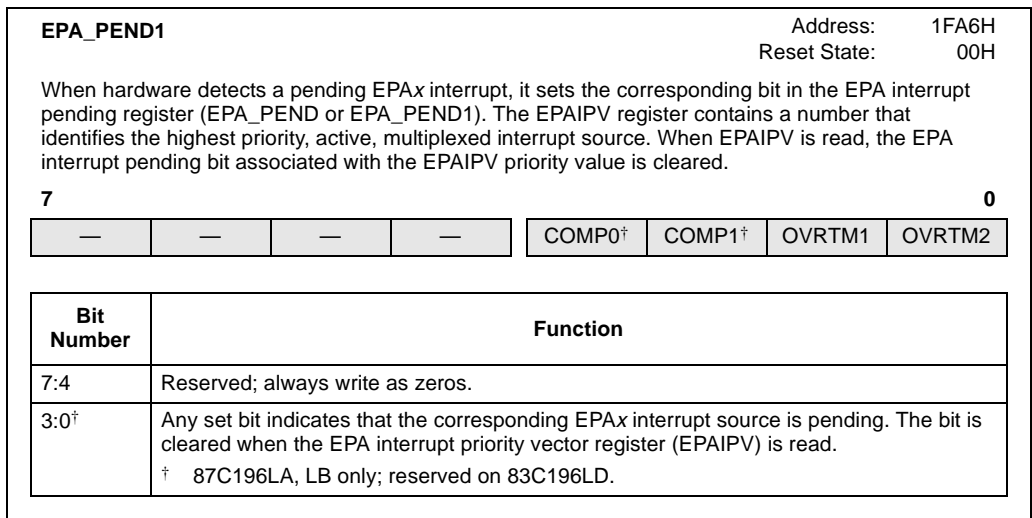 EPA_PEND1 Address: 1FA6H
Reset State: 00H
When hardware detects a pending EPAx interrupt, it sets the corresponding bit in the EPA interrupt
pending register (EPA_PEND or EPA_PEND1). The EPAIPV register contains a number that
identifies the highest priority, active, multiplexed interrupt source. When EPAIPV is read, the EPA
interrupt pending bit associated with the EPAIPV priority value is cleared.
7 0
— — — — COMP0† COMP1† OVRTM1 OVRTM2
Bit
Number
Function
7:4 Reserved; always write as zeros.
3:0† Any set bit indicates that the corresponding EPAx interrupt source is pending. The bit is
cleared when the EPA interrupt priority vector register (EPAIPV) is read.
† 87C196LA, LB only; reserved on 83C196LD.